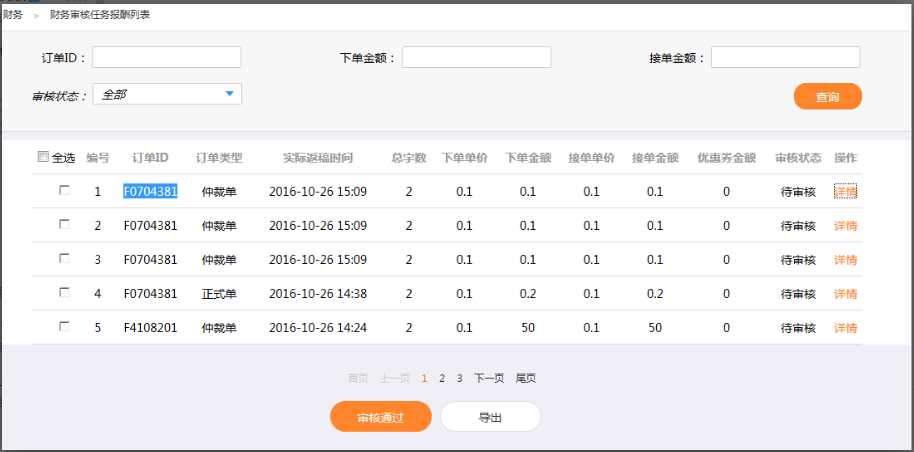 财务 > 财务审核任务报酬列表
订单ID： 下单金额： 接单金额：
审核状态： 全部 查询
全选 编号 订单ID 订单类型 实际返稿时间 总字数 下单单价 下单金额 接单单价 接单金额 优惠券金额 审核状态 操作
1 F0704381 仲裁单 2016-10-26 15:09 2 0.1 0.1 0.1 0.1 0 待审核 详情
2 F0704381 仲裁单 2016-10-26 15:09 2 0.1 0.1 0.1 0.1 0 待审核 详情
3 F0704381 仲裁单 2016-10-26 15:09 2 0.1 0.1 0.1 0.1 0 待审核 详情
4 F0704381 正式单 2016-10-26 14:38 2 0.1 0.2 0.1 0.2 0 待审核 详情
5 F4108201 仲裁单 2016-10-26 14:24 2 0.1 50 0.1 50 0 待审核 详情
首页 上一页 1 2 3 下一页 尾页
审核通过 导出